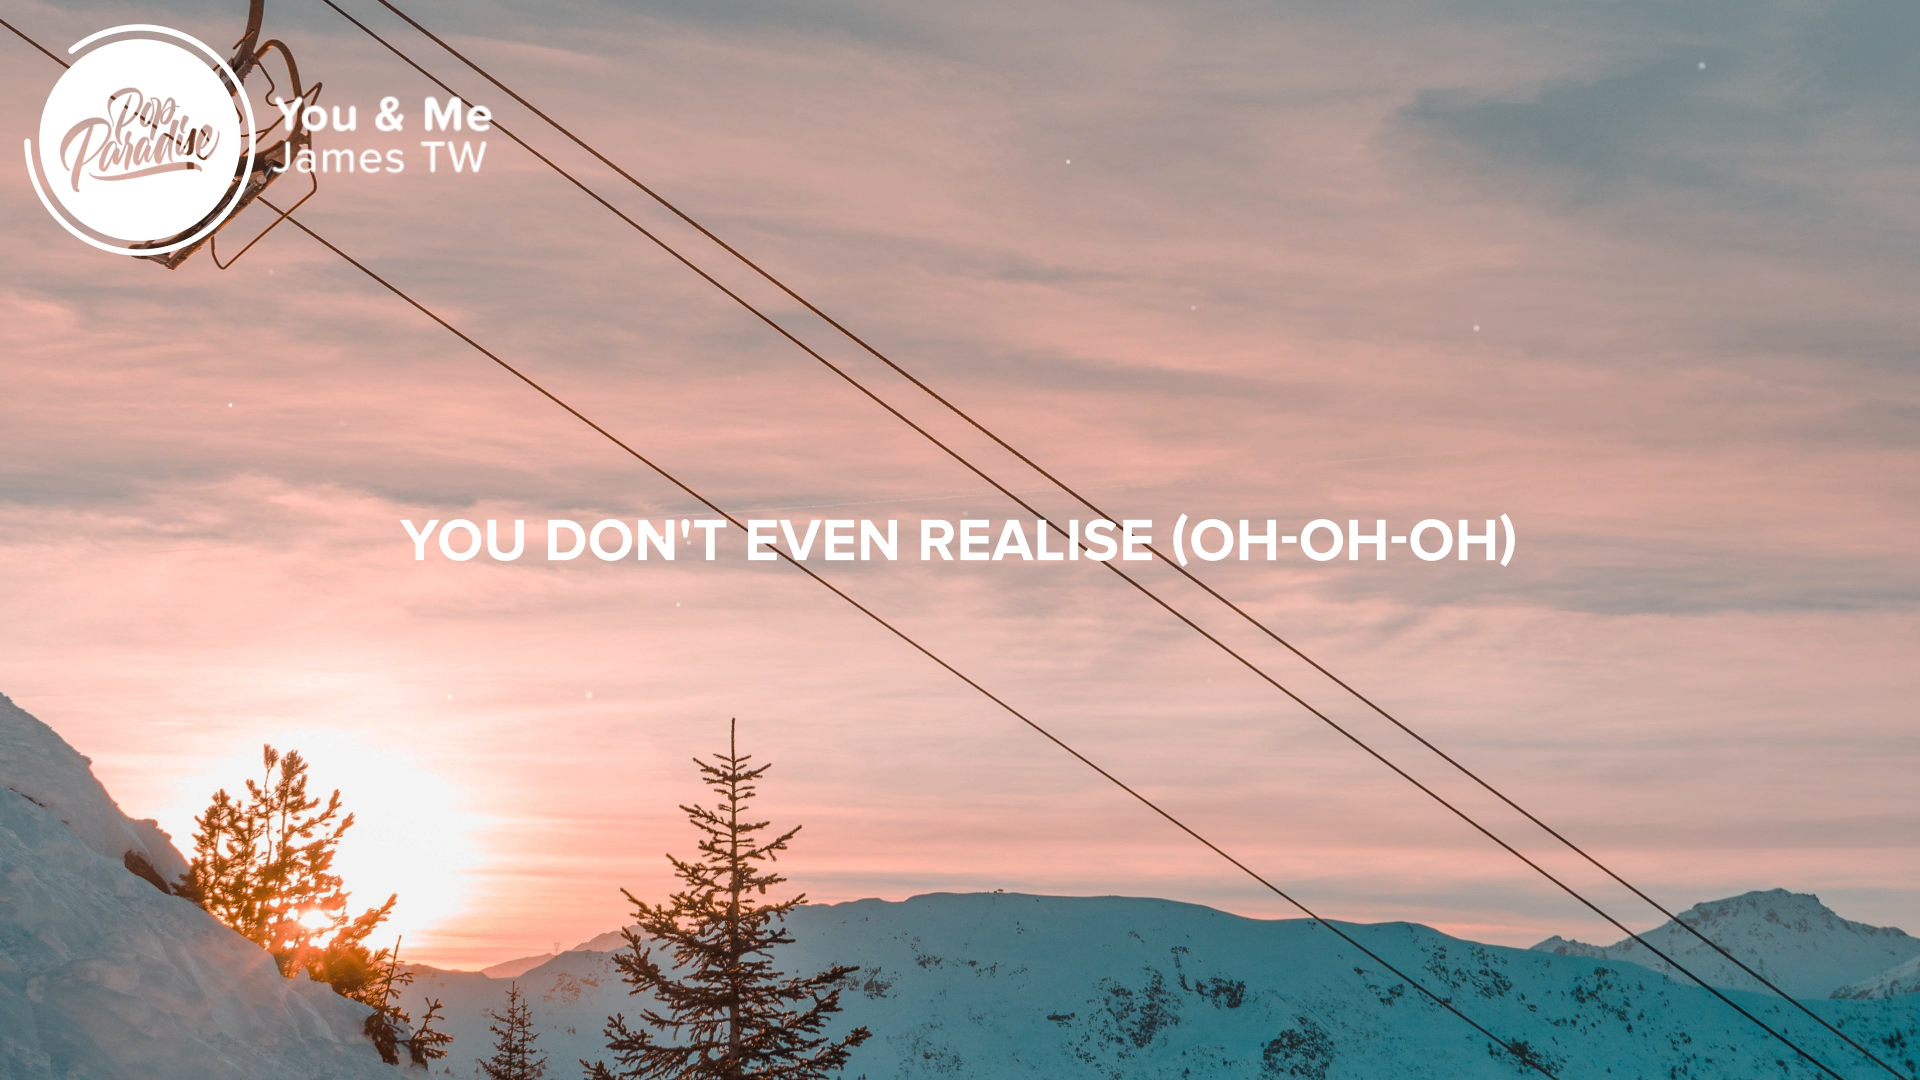 Pop
Paradise
You & Me
James TW
YOU DON'T EVEN REALISE (OH-OH-OH)